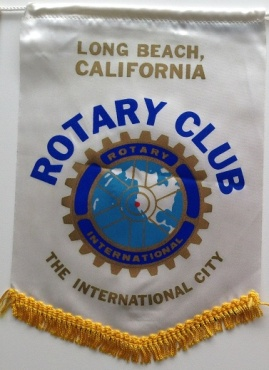 LONG BEACH,
CALIFORNIA
ROTARY CLUB
ROTARY
INTERNATIONAL
THE INTERNATIONAL CITY